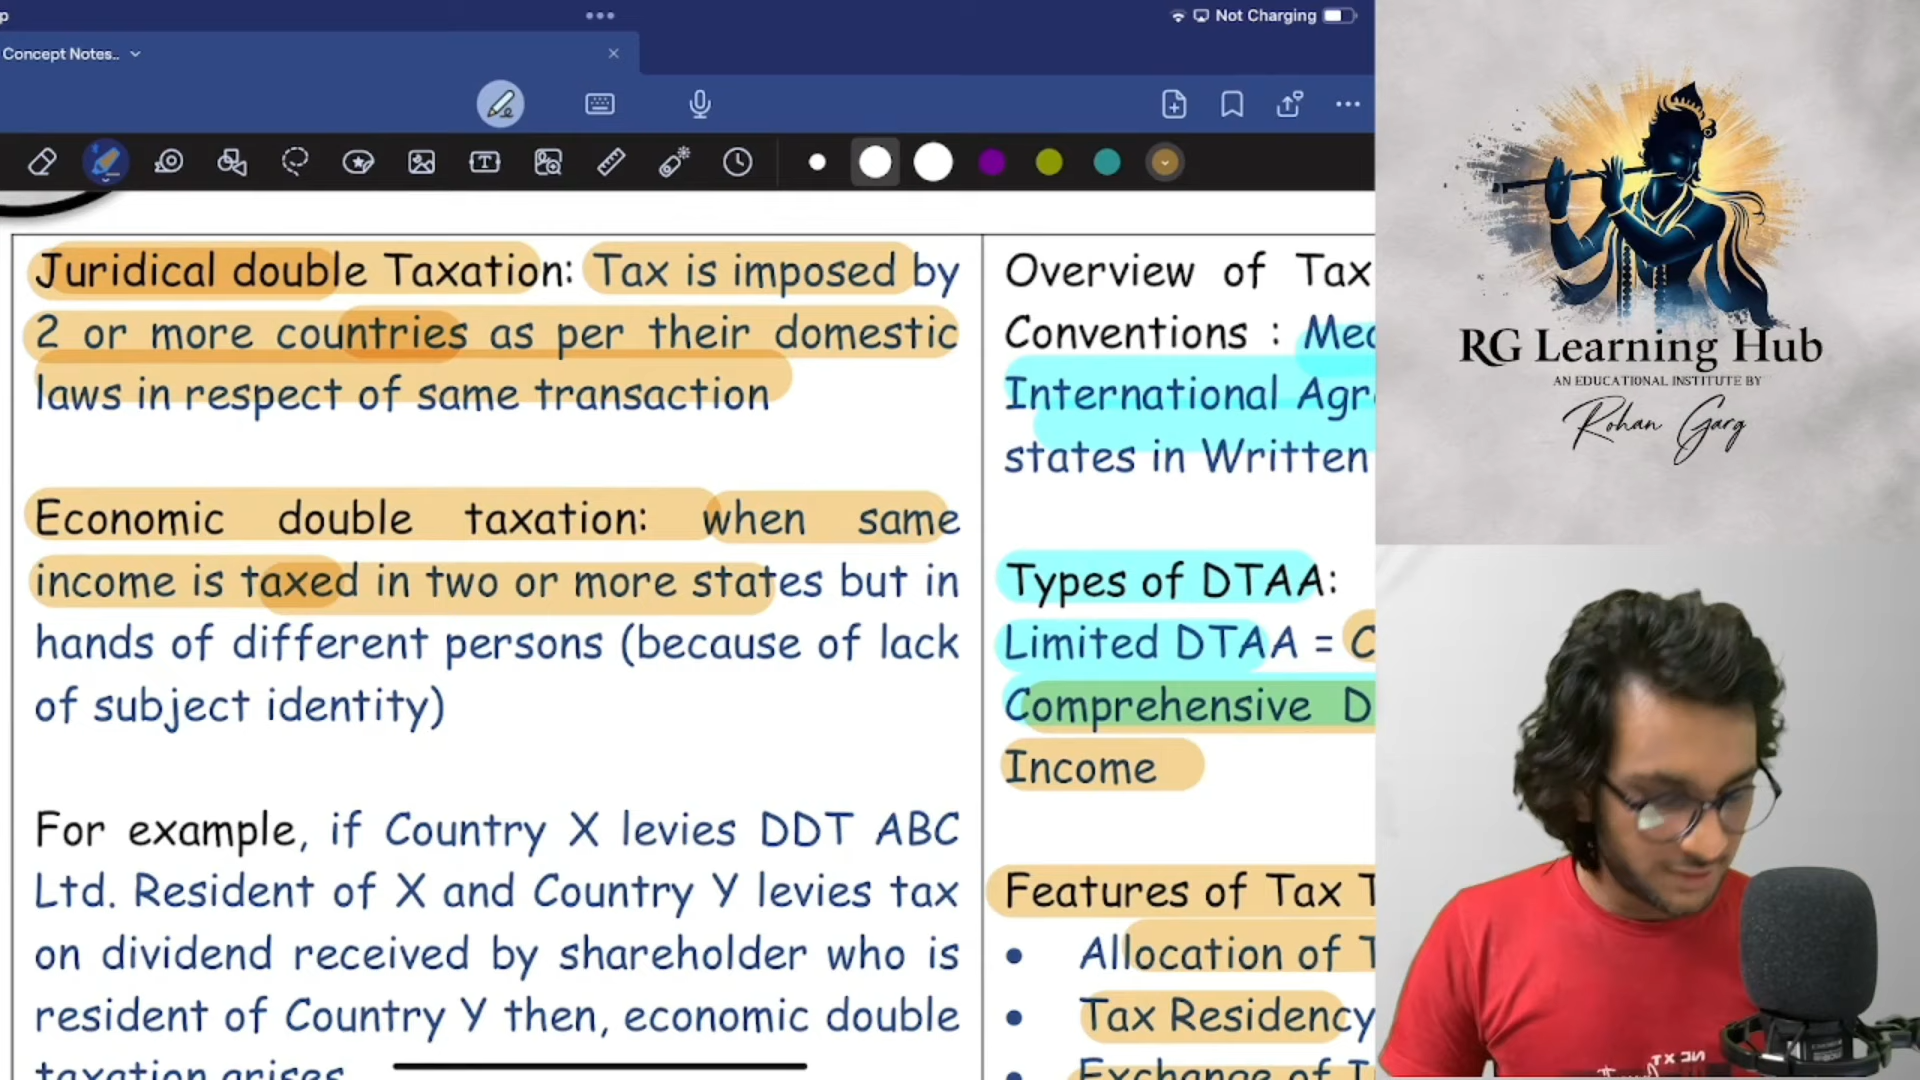 Not Charging
Concept Notes..
Juridical double Taxation: Tax is imposed by
2 or more countries as per their domestic
laws in respect of same transaction
Economic double taxation: when same
income is taxed in two or more states but in
hands of different persons (because of lack
of subject identity)
For example, if Country X levies DDT ABC
Ltd. Resident of X and Country Y levies tax
on dividend received by shareholder who is
resident of Country Y then, economic double
taxation arises
Overview of Tax
Conventions :
International
states in Written
Types of DTAA:
Limited DTAA =
Comprehensive D
Income
Features of Tax T
• Allocation of T
• Tax Residency
• Exchange of I
RG Learning Hub
AN EDUCATIONAL INSTITUTE BY
Rohan Garg